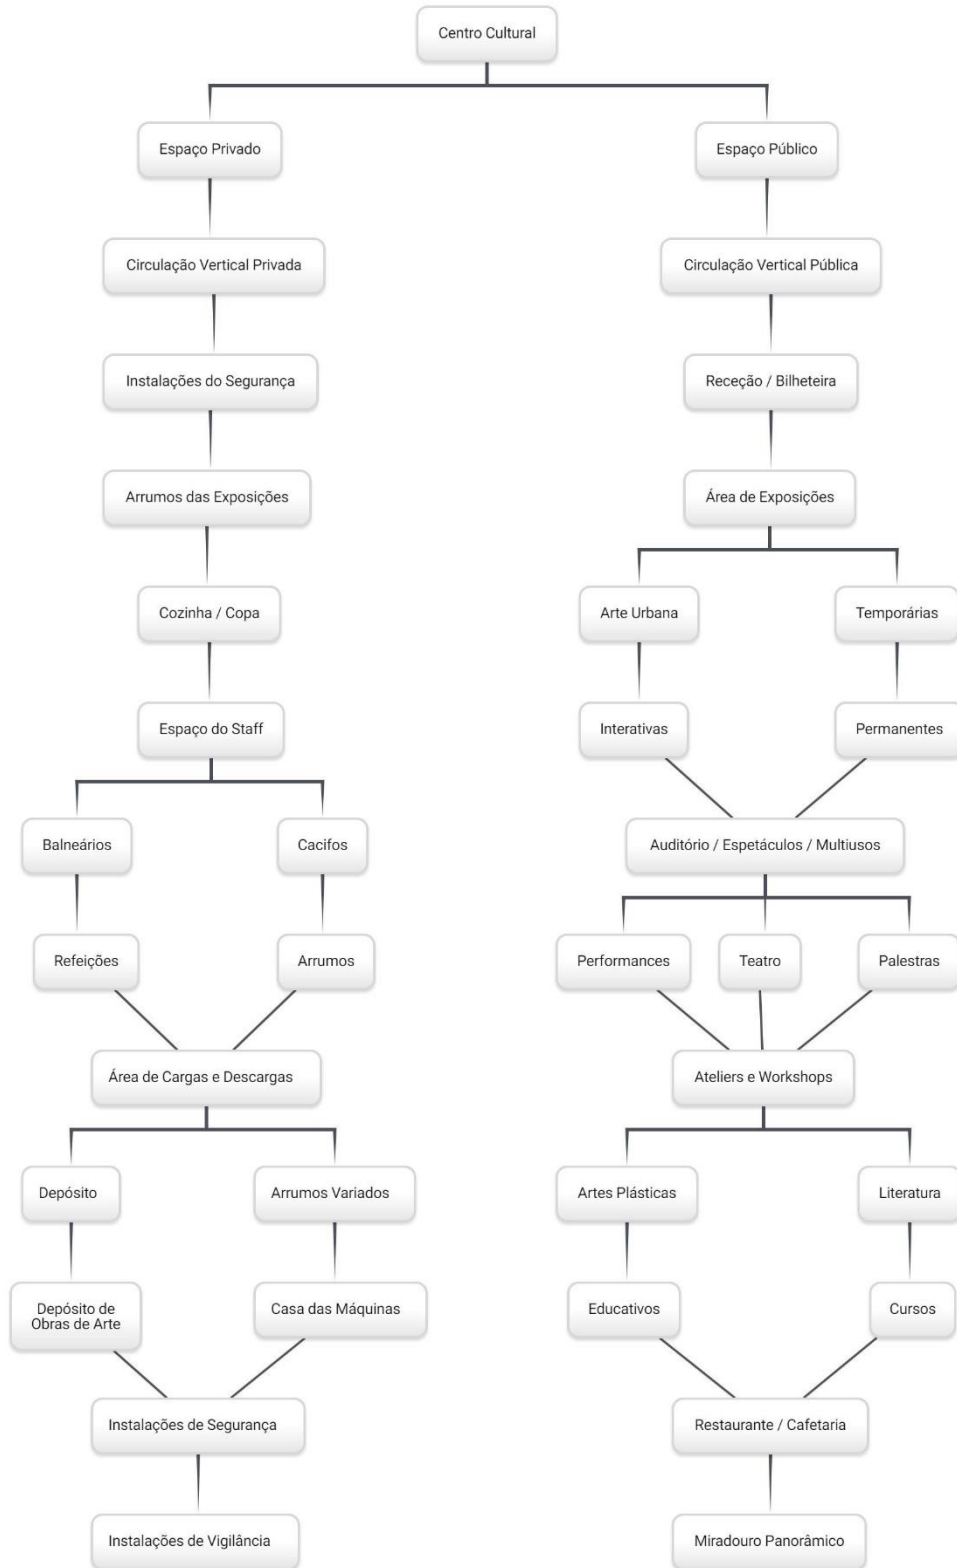 Centro Cultural
Espaço Privado
Espaço Público
Circulação Vertical Privada
Circulação Vertical Pública
Instalações do Segurança
Receção / Bilheteira
Arrumos das Exposições
Área de Exposições
Cozinha / Copa
Arte Urbana
Temporárias
Espaço do Staff
Interativas
Permanentes
Balneários
Cacifos
Auditório / Espetáculos / Multiusos
Refeições
Arrumos
Performances
Teatro
Palestras
Área de Cargas e Descargas
Ateliers e Workshops
Depósito
Arrumos Variados
Artes Plásticas
Literatura
Depósito de
Obras de Arte
Casa das Máquinas
Educativos
Cursos
Instalações de Segurança
Restaurante / Cafetaria
Instalações de Vigilância
Miradouro Panorâmico